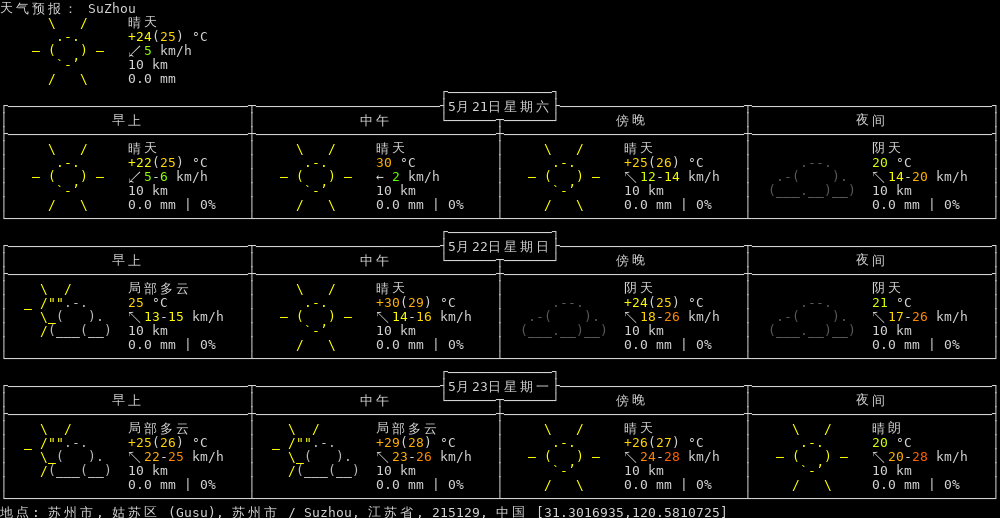 天气预报： SuZhou
晴天
+24(25) °C
↙ 5 km/h
10 km
0.0 mm
5月21日星期六
早上 中午 傍晚 夜间
晴天 晴天 晴天 阴天
+22(25) °C 30 °C +25(26) °C 20 °C
↙ 5-6 km/h ← 2 km/h ↖ 12-14 km/h ↖ 14-20 km/h
10 km 10 km 10 km 10 km
0.0 mm | 0% 0.0 mm | 0% 0.0 mm | 0% 0.0 mm | 0%
5月22日星期日
早上 中午 傍晚 夜间
局部多云 晴天 阴天 阴天
25 °C +30(29) °C +24(25) °C 21 °C
↖ 13-15 km/h ↖ 14-16 km/h ↖ 18-26 km/h ↖ 17-26 km/h
10 km 10 km 10 km 10 km
0.0 mm | 0% 0.0 mm | 0% 0.0 mm | 0% 0.0 mm | 0%
5月23日星期一
早上 中午 傍晚 夜间
局部多云 局部多云 晴天 晴朗
+25(26) °C +29(28) °C +26(27) °C 20 °C
↖ 22-25 km/h ↖ 23-26 km/h ↖ 24-28 km/h ↖ 20-28 km/h
10 km 10 km 10 km 10 km
0.0 mm | 0% 0.0 mm | 0% 0.0 mm | 0% 0.0 mm | 0%
地点: 苏州市, 姑苏区 (Gusu), 苏州市 / Suzhou, 江苏省, 215129, 中国 [31.3016935,120.5810725]